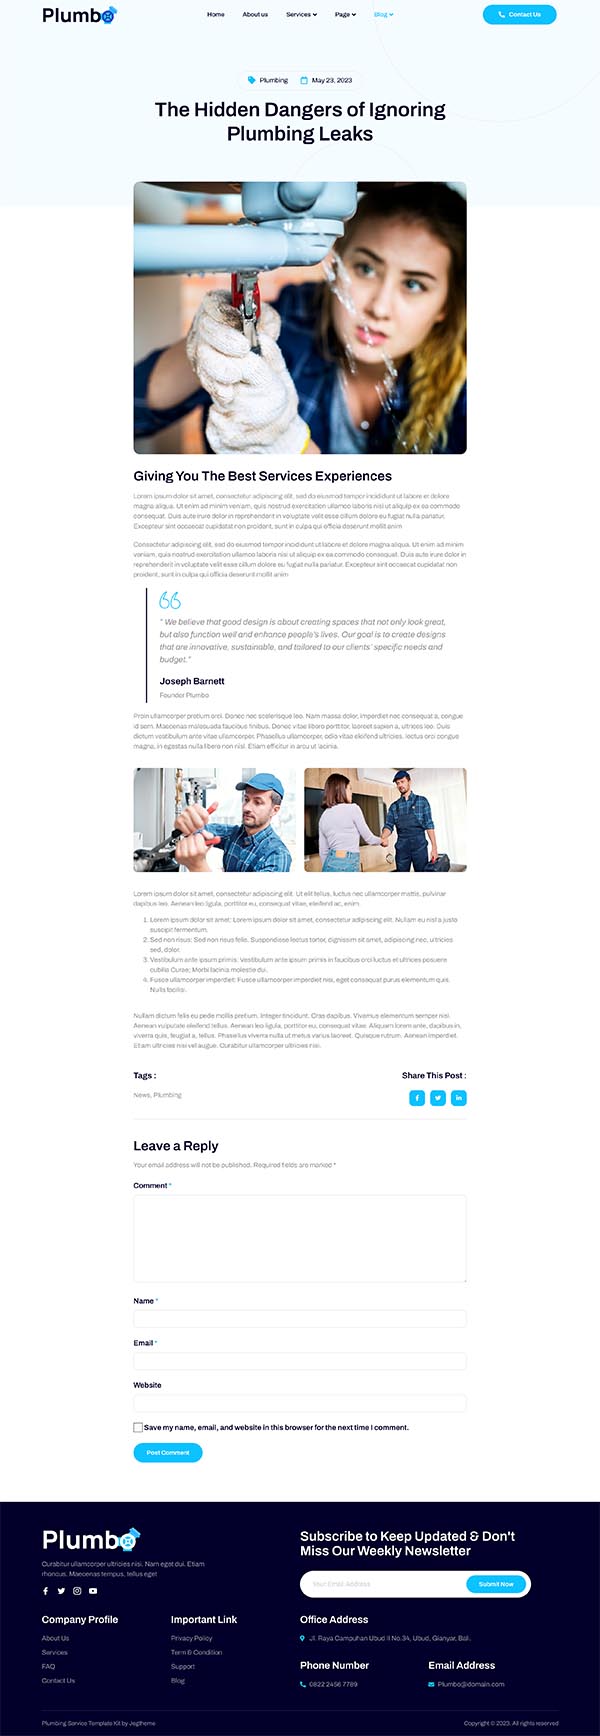 Plumbo
Home About us Services Page Blog Contact Us
Plumbing May 23, 2023
The Hidden Dangers of Ignoring
Plumbing Leaks
Giving You The Best Services Experiences
Lorem ipsum dolor sit amet, consectetur adipiscing elit, sed do eiusmod tempor incididunt ut labore et dolore
magna aliqua. Ut enim ad minim veniam, quis nostrud exercitation ullamco laboris nisi ut aliquip ex ea commodo
consequat. Duis aute irure dolor in reprehenderit in voluptate velit esse cillum dolore eu fugiat nulla pariatur.
Excepteur sint occaecat cupidatat non proident, sunt in culpa qui officia deserunt mollit anim
Consectetur adipiscing elit, sed do eiusmod tempor incididunt ut labore et dolore magna aliqua. Ut enim ad minim
veniam, quis nostrud exercitation ullamco laboris nisi ut aliquip ex ea commodo consequat. Duis aute irure dolor in
reprehenderit in voluptate velit esse cillum dolore eu fugiat nulla pariatur. Excepteur sint occaecat cupidatat non
proident, sunt in culpa qui officia deserunt mollit anim
“ We believe that good design is about creating spaces that not only look great,
but also function well and enhance people’s lives. Our goal is to create designs
that are innovative, sustainable, and tailored to our clients’ specific needs and
budget.”
Joseph Barnett
Founder Plumbo
Proin ullamcorper pretium orci. Donec nec scelerisque leo. Nam massa dolor, imperdiet nec consequat a, congue
id sem. Maecenas malesuada faucibus finibus. Donec vitae libero porttitor, laoreet sapien a, ultrices leo. Duis
dictum vestibulum ante vitae ullamcorper. Phasellus ullamcorper, odio vitae eleifend ultricies, lectus orci congue
magna, in egestas nulla libero non nisl. Etiam efficitur in arcu ut lacinia.
Lorem ipsum dolor sit amet, consectetur adipiscing elit. Ut elit tellus, luctus nec ullamcorper mattis, pulvinar
dapibus leo. Aenean leo ligula, porttitor eu, consequat vitae, eleifend ac, enim.
1. Lorem ipsum dolor sit amet: Lorem ipsum dolor sit amet, consectetur adipiscing elit. Nullam eu nisl a justo
suscipit fermentum.
2. Sed non risus: Sed non risus felis. Suspendisse lectus tortor, dignissim sit amet, adipiscing nec, ultricies
sed, dolor.
3. Vestibulum ante ipsum primis: Vestibulum ante ipsum primis in faucibus orci luctus et ultrices posuere
cubilia Curae; Morbi lacinia molestie dui.
4. Fusce ullamcorper imperdiet: Fusce ullamcorper imperdiet nisi, eget consequat purus elementum quis.
Nulla facilisi.
Nullam dictum felis eu pede mollis pretium. Integer tincidunt. Cras dapibus. Vivamus elementum semper nisi.
Aenean vulputate eleifend tellus. Aenean leo ligula, porttitor eu, consequat vitae. Aliquam lorem ante, dapibus in,
viverra quis, feugiat a, tellus. Phasellus viverra nulla ut metus varius laoreet. Quisque rutrum. Aenean imperdiet.
Etiam ultricies nisi vel augue. Curabitur ullamcorper ultricies nisi.
Tags : Share This Post :
News, Plumbing
Leave a Reply
Your email address will not be published. Required fields are marked *
Comment *
Name *
Email *
Website
Save my name, email, and website in this browser for the next time I comment.
Post Comment
Plumbo
Curabitur ullamcorper ultricies nisi. Nam eget dui. Etiam
rhoncus. Maecenas tempus, tellus eget
Subscribe to Keep Updated & Don't
Miss Our Weekly Newsletter
Your Email Address Submit Now
Company Profile
About Us
Services
FAQ
Contact Us
Important Link
Privacy Policy
Term & Condition
Support
Blog
Office Address
Jl. Raya Campuhan Ubud II No.34, Ubud, Gianyar, Bali.
Phone Number
0822 2456 7789
Email Address
Plumbo@domain.com
Plumbing Service Template Kit by Jegtheme
Copyright © 2023. All rights reserved